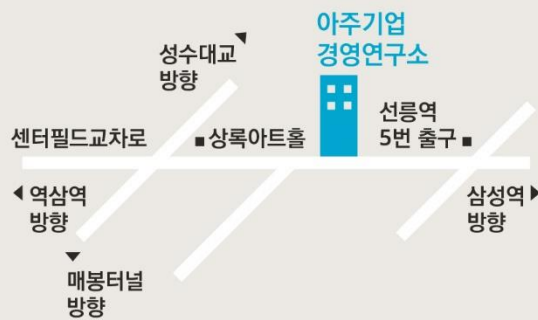 아주기업
경영연구소
성수대교
방향
선릉역
5번 출구
센터필드교차로
상록아트홀
역삼역
방향
삼성역
방향
매봉터널
방향